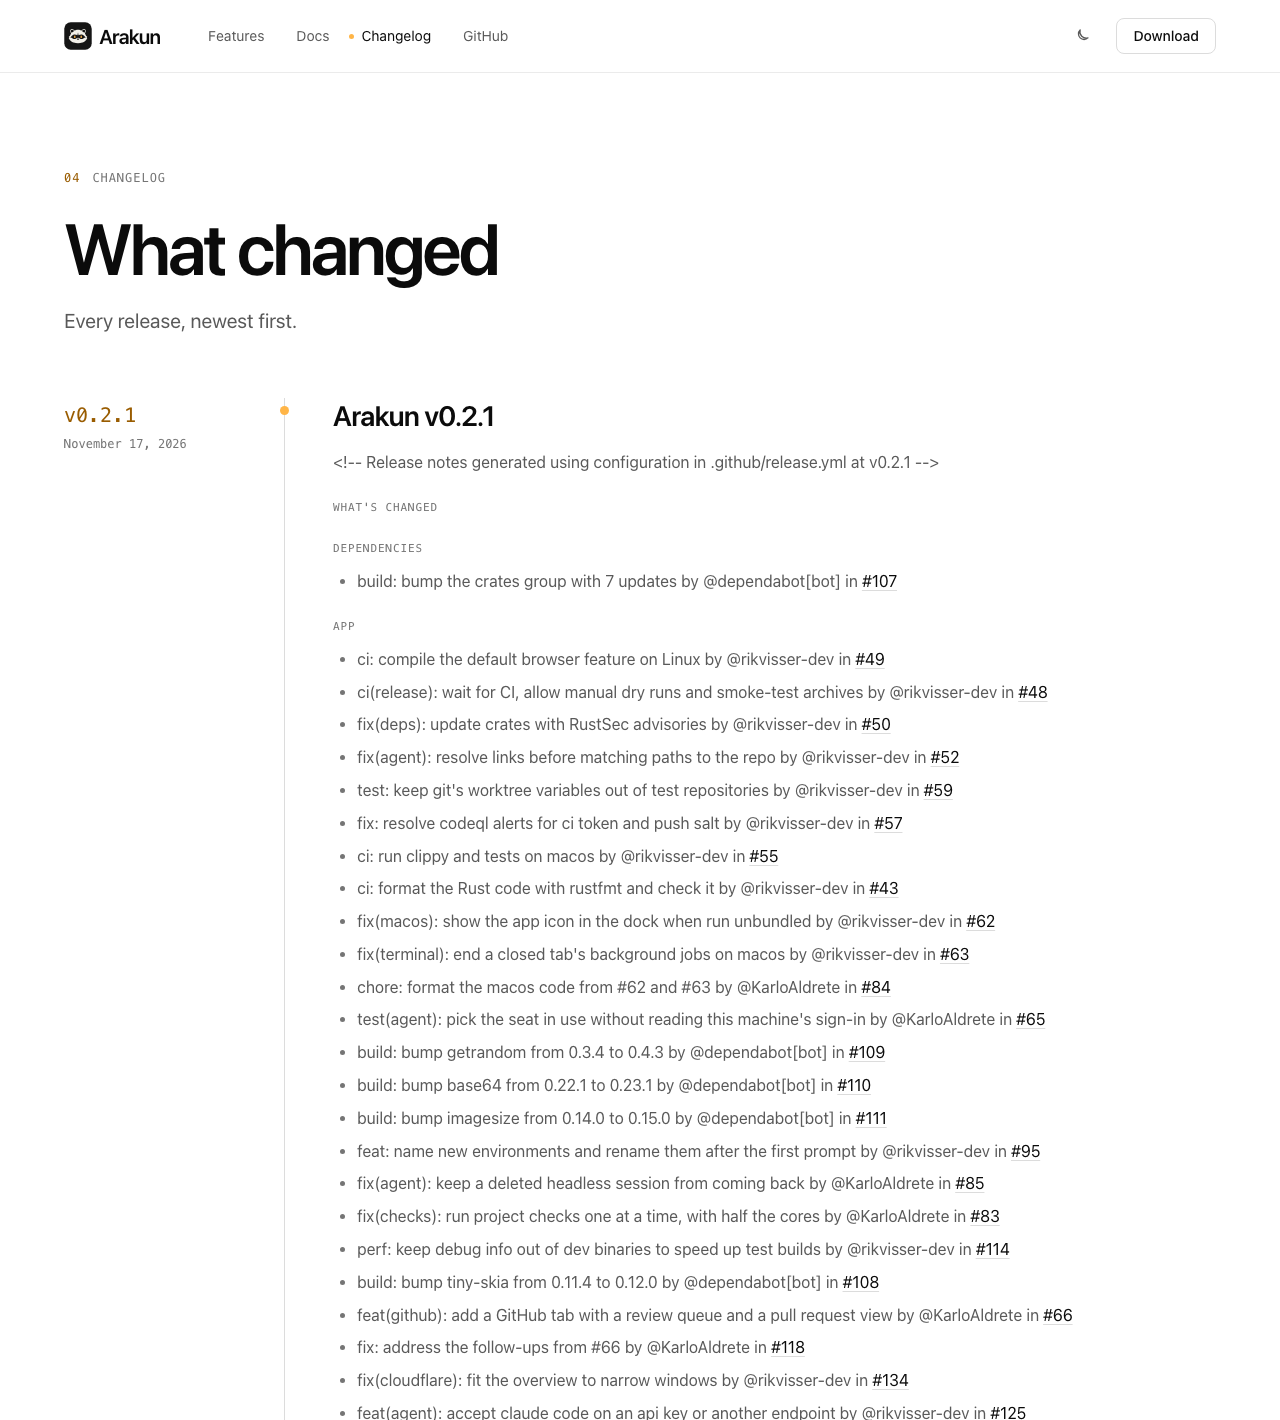 Arakun
Features
Docs
Changelog
GitHub
Download
04 CHANGELOG
What changed
Every release, newest first.
v0.2.1
November 17, 2026
Arakun v0.2.1
<!-- Release notes generated using configuration in .github/release.yml at v0.2.1 -->
WHAT'S CHANGED
DEPENDENCIES
• build: bump the crates group with 7 updates by @dependabot[bot] in #107
APP
• ci: compile the default browser feature on Linux by @rikvisser-dev in #49
• ci(release): wait for CI, allow manual dry runs and smoke-test archives by @rikvisser-dev in #48
• fix(deps): update crates with RustSec advisories by @rikvisser-dev in #50
• fix(agent): resolve links before matching paths to the repo by @rikvisser-dev in #52
• test: keep git's worktree variables out of test repositories by @rikvisser-dev in #59
• fix: resolve codeql alerts for ci token and push salt by @rikvisser-dev in #57
• ci: run clippy and tests on macos by @rikvisser-dev in #55
• ci: format the Rust code with rustfmt and check it by @rikvisser-dev in #43
• fix(macos): show the app icon in the dock when run unbundled by @rikvisser-dev in #62
• fix(terminal): end a closed tab's background jobs on macos by @rikvisser-dev in #63
• chore: format the macos code from #62 and #63 by @KarloAldrete in #84
• test(agent): pick the seat in use without reading this machine's sign-in by @KarloAldrete in #65
• build: bump getrandom from 0.3.4 to 0.4.3 by @dependabot[bot] in #109
• build: bump base64 from 0.22.1 to 0.23.1 by @dependabot[bot] in #110
• build: bump imagesize from 0.14.0 to 0.15.0 by @dependabot[bot] in #111
• feat: name new environments and rename them after the first prompt by @rikvisser-dev in #95
• fix(agent): keep a deleted headless session from coming back by @KarloAldrete in #85
• fix(checks): run project checks one at a time, with half the cores by @KarloAldrete in #83
• perf: keep debug info out of dev binaries to speed up test builds by @rikvisser-dev in #114
• build: bump tiny-skia from 0.11.4 to 0.12.0 by @dependabot[bot] in #108
• feat(github): add a GitHub tab with a review queue and a pull request view by @KarloAldrete in #66
• fix: address the follow-ups from #66 by @KarloAldrete in #118
• fix(cloudflare): fit the overview to narrow windows by @rikvisser-dev in #134
• feat(agent): accept claude code on an api key or another endpoint by @rikvisser-dev in #125